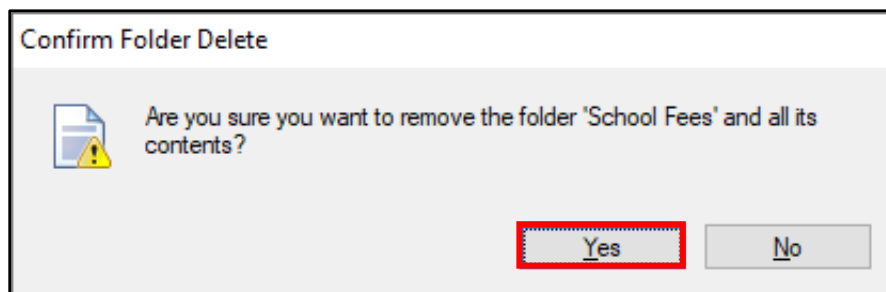 Confirm Folder Delete
Are you sure you want to remove the folder 'School Fees' and all its
contents?
Yes
No